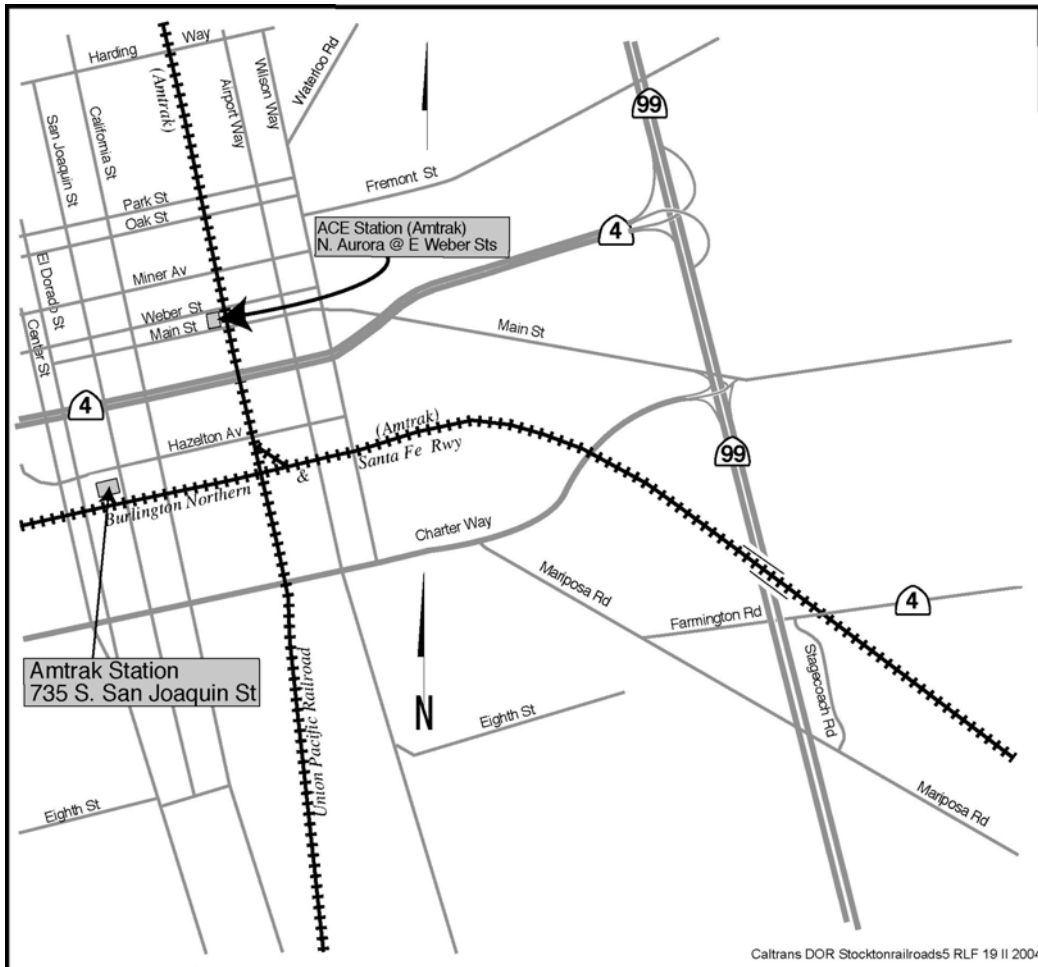 Harding Way
(Amtrak)
Waterloo Rd
Wilson Way
Airport Way
California St
San Joaquin St
99
Fremont St
Park St
Oak St
ACE Station (Amtrak)
N. Aurora @ E Weber Sts
4
El Dorado St
Miner Av
Weber St
Main St
Center St
Main St
4
Hazelton Av
(Amtrak)
Burlington Northern & Santa Fe Rwy
99
Charter Way
Mariposa Rd
4
Farmington Rd
Stagecoach Rd
Amtrak Station
735 S. San Joaquin St
N
Union Pacific Railroad
Eighth St
Eighth St
Mariposa Rd
Caltrans DOR Stocktonrailroads5 RLF 19 II 2004